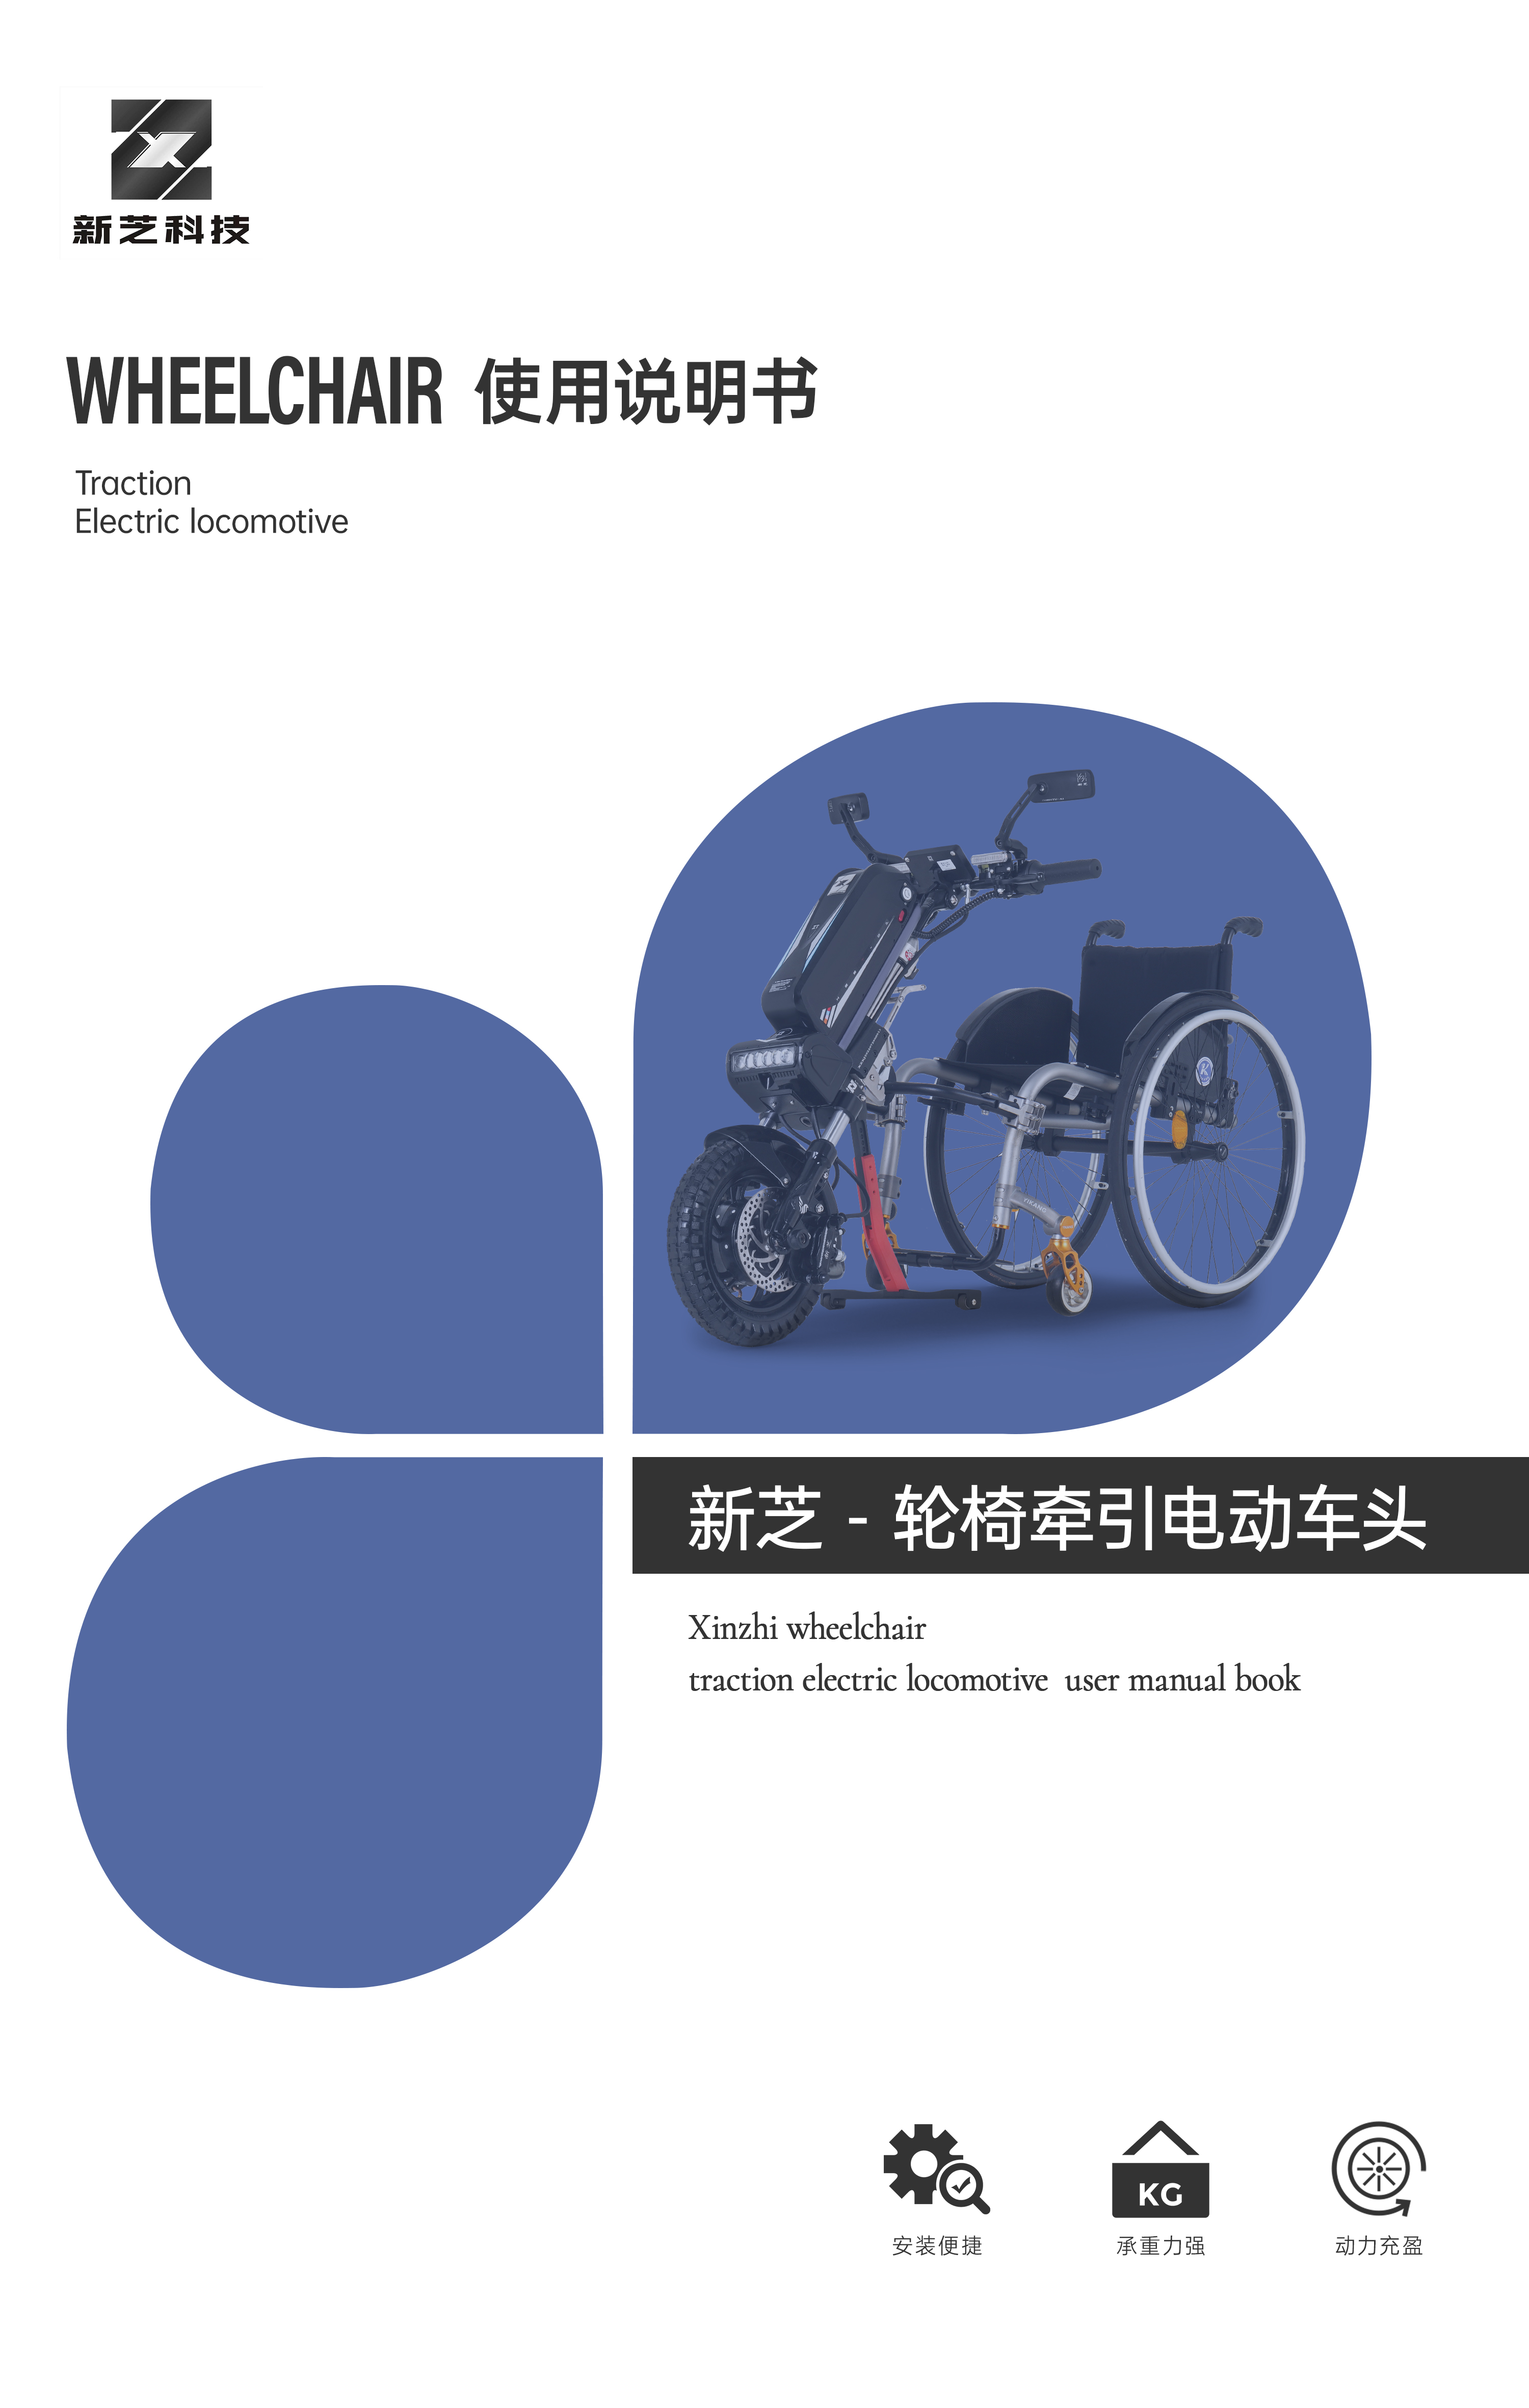 新芝科技
WHEELCHAIR 使用说明书
Traction
Electric locomotive
YIKANG
新芝 - 轮椅牵引电动车头
Xinzhi wheelchair
traction electric locomotive user manual book
KG
安装便捷
承重力强
动力充盈